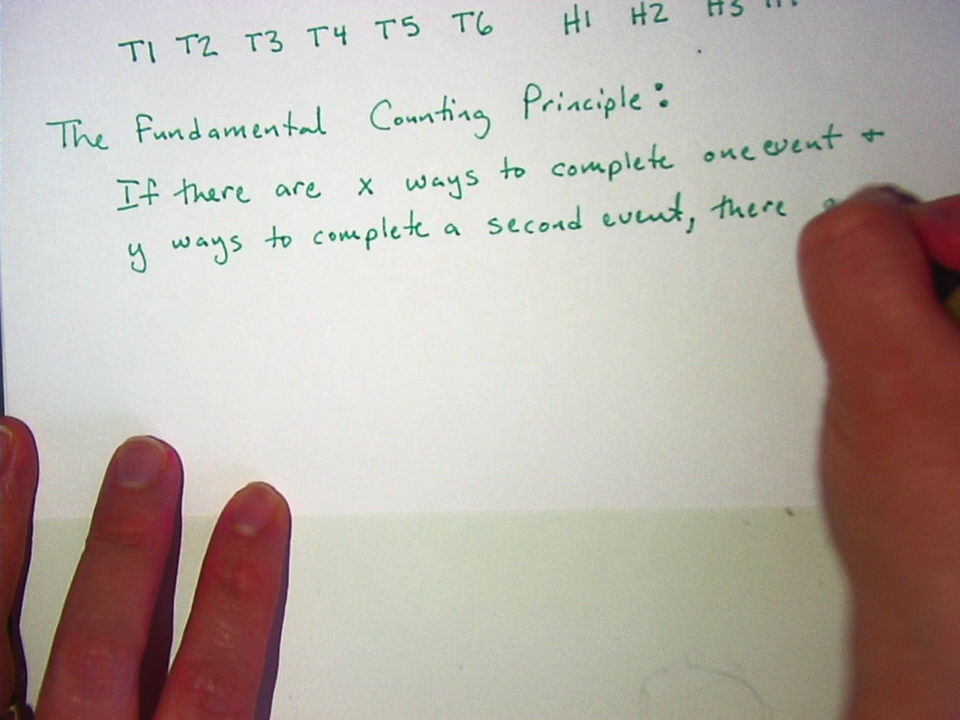 T1 T2 T3 T4 T5 T6 H1 H2 H3
The Fundamental Counting Principle:
If there are x ways to complete one event +
y ways to complete a second event, there